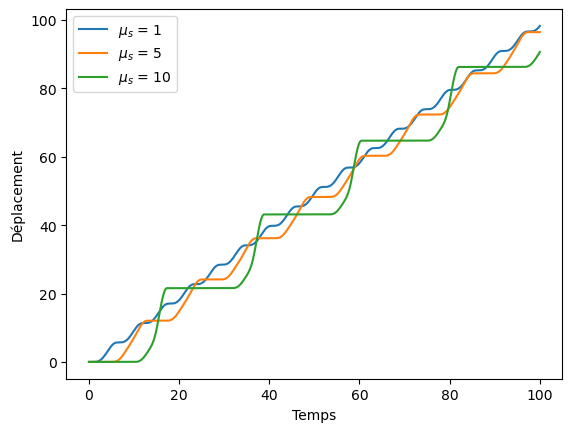 μₛ = 1
μₛ = 5
μₛ = 10
100
80
60
40
20
0
Déplacement
0 20 40 60 80 100
Temps